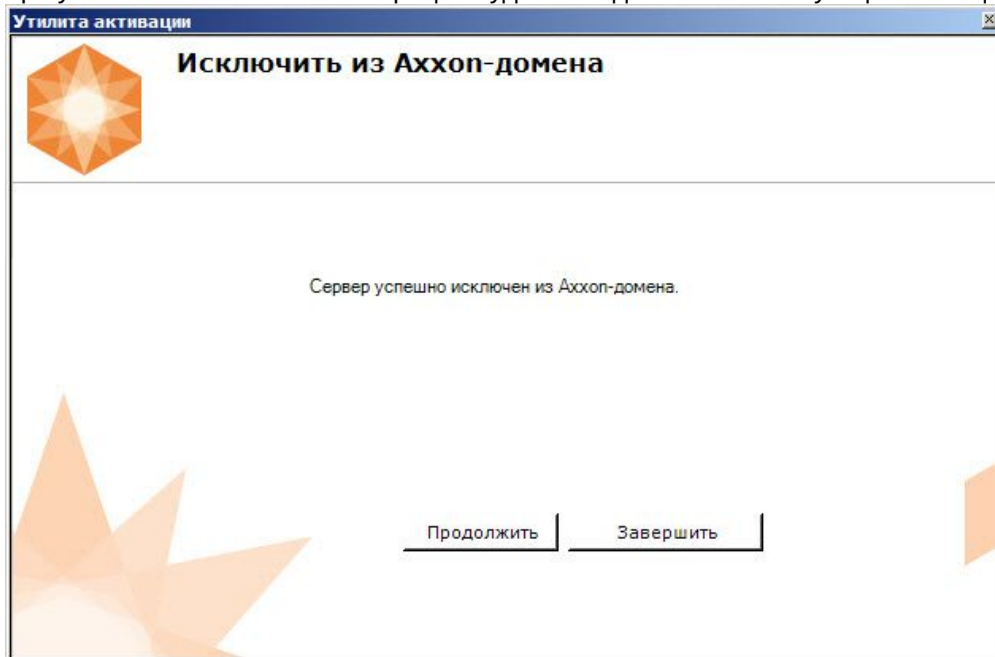 Утилита активации
Исключить из Axxon-домена
Сервер успешно исключен из Axxon-домена.
Продолжить
Завершить